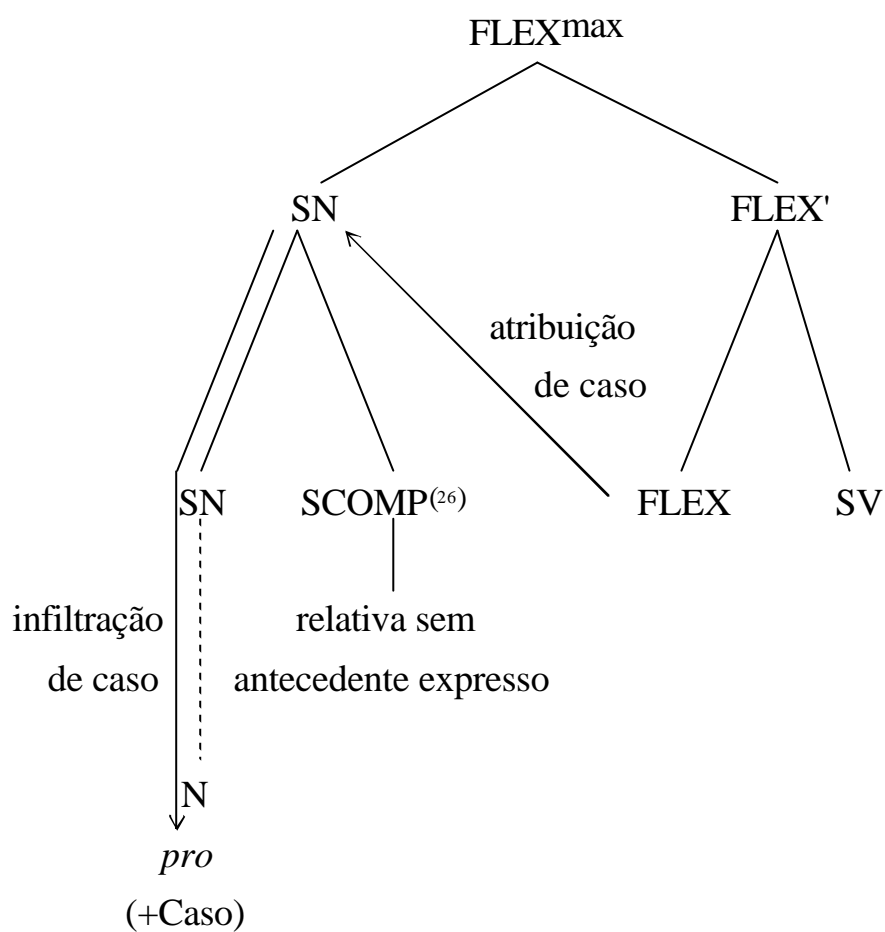 FLEXmax
SN FLEX'
atribuição
de caso
SN SCOMP(26) FLEX SV
infiltração relativa sem
de caso antecedente expresso
N
pro
(+Caso)